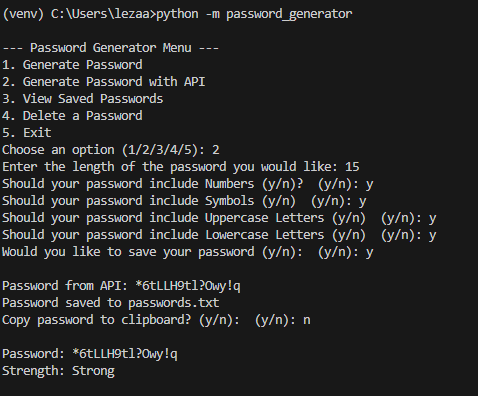 (venv) C:\Users\lezaa>python -m password_generator
--- Password Generator Menu ---
1. Generate Password
2. Generate Password with API
3. View Saved Passwords
4. Delete a Password
5. Exit
Choose an option (1/2/3/4/5): 2
Enter the length of the password you would like: 15
Should your password include Numbers (y/n)?  (y/n): y
Should your password include Symbols (y/n)  (y/n): y
Should your password include Uppercase Letters (y/n)  (y/n): y
Should your password include Lowercase Letters (y/n)  (y/n): y
Would you like to save your password (y/n):  (y/n): y
Password from API: *6tLLH9tl?Owy!q
Password saved to passwords.txt
Copy password to clipboard? (y/n):  (y/n): n
Password: *6tLLH9tl?Owy!q
Strength: Strong